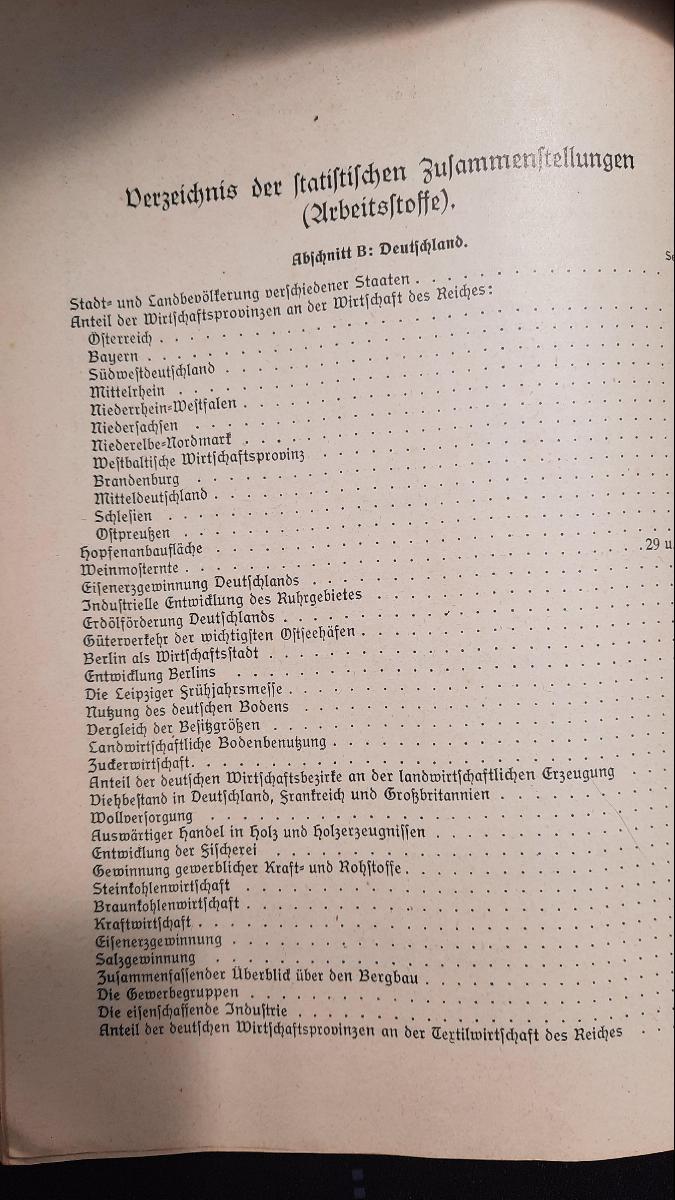 Verzeichnis der statistischen Zusammenstellungen
(Arbeitsstoffe).
Abschnitt B: Deutschland.
Se
Stadt- und Landbevölkerung verschiedener Staaten
Anteil der Wirtschaftsprovinzen an der Wirtschaft des Reiches:
Österreich
Bayern
Südwestdeutschland
Mittelrhein
Niederrhein-Westfalen
Niedersachsen
Niederelbe-Nordmark
Westbaltische Wirtschaftsprovinz
Brandenburg
Mitteldeutschland
Schlesien
Ostpreußen
Hopfenanbaufläche . 29 u
Weinmosternte
Eisenerzgewinnung Deutschlands
Industrielle Entwicklung des Ruhrgebietes
Erdölförderung Deutschlands
Güterverkehr der wichtigsten Ostseehäfen
Berlin als Wirtschaftsstadt
Entwicklung Berlins
Die Leipziger Frühjahrsmesse
Nutzung des deutschen Bodens
Vergleich der Besitzgrößen
Landwirtschaftliche Bodenbenutzung
Zuckerwirtschaft
Anteil der deutschen Wirtschaftsbezirke an der landwirtschaftlichen Erzeugung
Viehbestand in Deutschland, Frankreich und Großbritannien
Wollversorgung
Auswärtiger Handel in Holz und Holzerzeugnissen
Entwicklung der Fischerei
Gewinnung gewerblicher Kraft- und Rohstoffe
Steinkohlenwirtschaft
Braunkohlenwirtschaft
Kraftwirtschaft
Eisenerzgewinnung
Salzgewinnung
Zusammenfassender Überblick über den Bergbau
Die Gewerbegruppen
Die eisenschaffende Industrie
Anteil der deutschen Wirtschaftsprovinzen an der Textilwirtschaft des Reiches